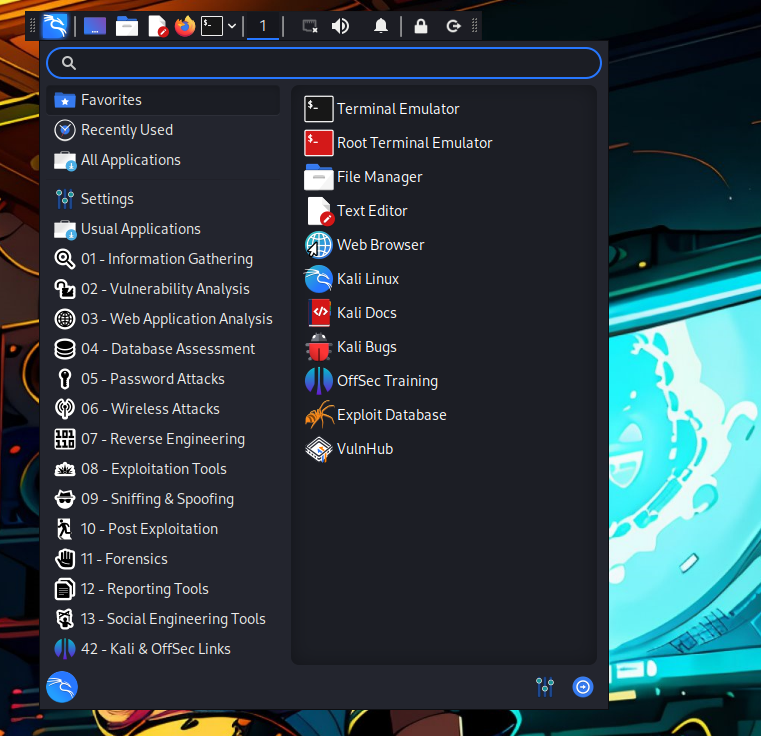 $_
1
Favorites
Recently Used
All Applications
Settings
Usual Applications
01 - Information Gathering
02 - Vulnerability Analysis
03 - Web Application Analysis
04 - Database Assessment
05 - Password Attacks
06 - Wireless Attacks
07 - Reverse Engineering
08 - Exploitation Tools
09 - Sniffing & Spoofing
10 - Post Exploitation
11 - Forensics
12 - Reporting Tools
13 - Social Engineering Tools
42 - Kali & OffSec Links
$_ Terminal Emulator
$_ Root Terminal Emulator
File Manager
Text Editor
Web Browser
Kali Linux
</> Kali Docs
Kali Bugs
OffSec Training
Exploit Database
VulnHub